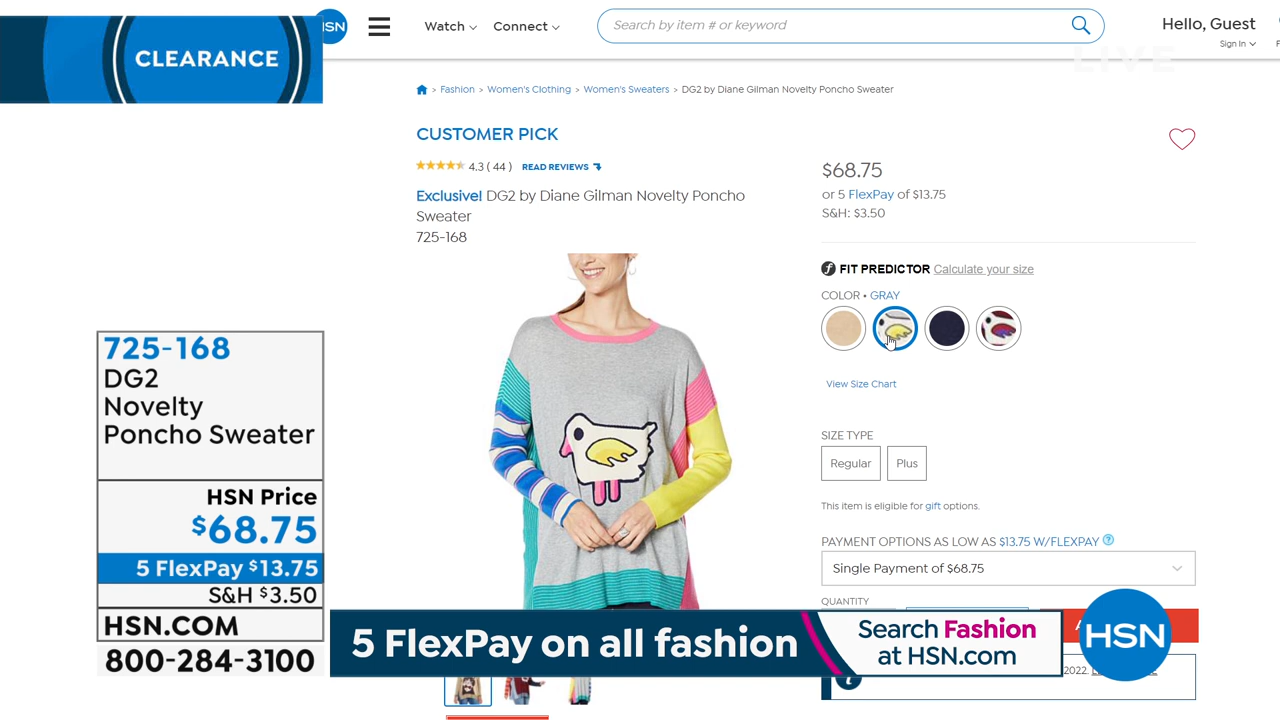 CLEARANCE
HSN
Watch
Connect
Search by item # or keyword
Hello, Guest
Sign In
LIVE
> Fashion > Women's Clothing > Women's Sweaters > DG2 by Diane Gilman Novelty Poncho Sweater
CUSTOMER PICK
4.3 ( 44 ) READ REVIEWS
Exclusive! DG2 by Diane Gilman Novelty Poncho
Sweater
725-168
$68.75
or 5 FlexPay of $13.75
S&H: $3.50
f FIT PREDICTOR Calculate your size
COLOR • GRAY
View Size Chart
SIZE TYPE
Regular
Plus
This item is eligible for gift options.
PAYMENT OPTIONS AS LOW AS $13.75 W/FLEXPAY ?
Single Payment of $68.75
QUANTITY
2022.
725-168
DG2
Novelty
Poncho Sweater
HSN Price
$68.75
5 FlexPay $13.75
S&H $3.50
HSN.COM
800-284-3100
5 FlexPay on all fashion
Search Fashion
at HSN.com
HSN